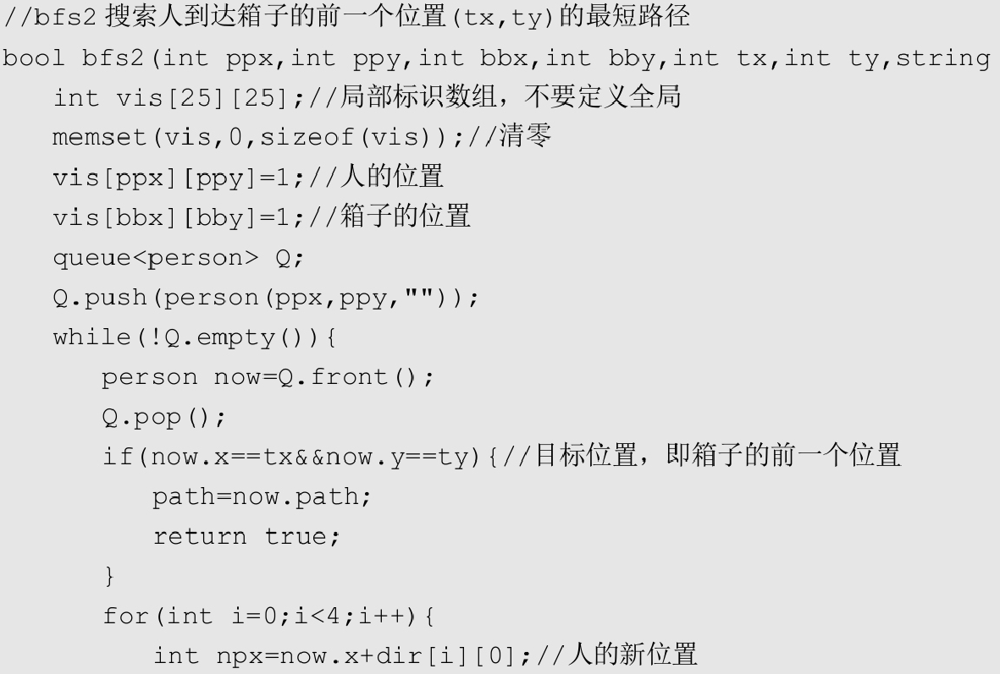 //bfs2 搜索人到达箱子的前一个位置(tx,ty)的最短路径
bool bfs2(int ppx,int ppy,int bbx,int bby,int tx,int ty,string
int vis[25][25];//局部标识数组，不要定义全局
memset(vis,0,sizeof(vis));//清零
vis[ppx][ppy]=1;//人的位置
vis[bbx][bby]=1;//箱子的位置
queue<person> Q;
Q.push(person(ppx,ppy,""));
while(!Q.empty()){
person now=Q.front();
Q.pop();
if(now.x==tx&&now.y==ty){//目标位置，即箱子的前一个位置
path=now.path;
return true;
}
for(int i=0;i<4;i++){
int npx=now.x+dir[i][0];//人的新位置